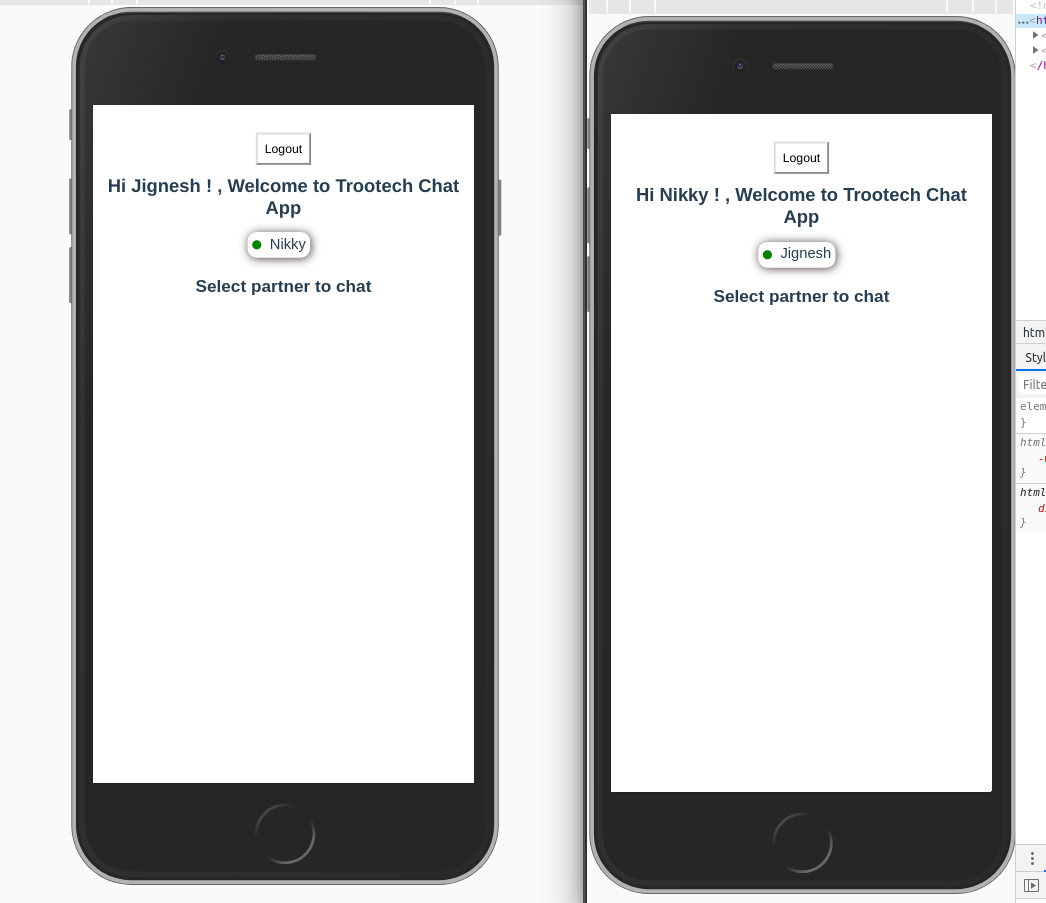 Logout
Hi Jignesh ! , Welcome to Trootech Chat
App
Nikky
Select partner to chat
Logout
Hi Nikky ! , Welcome to Trootech Chat
App
Jignesh
Select partner to chat
...<ht
</h
htm
Styl
Filte
elem
}
html
}
html
}